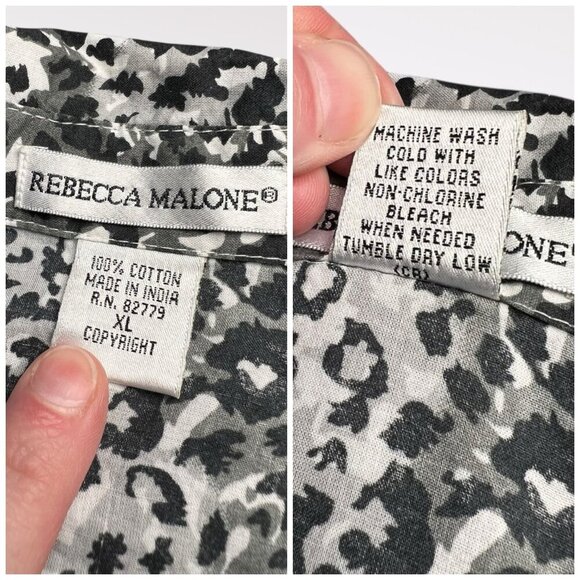 REBECCA MALONE®
100% COTTON
MADE IN INDIA
R.N. 82779
XL
COPYRIGHT
MACHINE WASH
COLD WITH
LIKE COLORS
NON-CHLORINE
BLEACH
WHEN NEEDED
TUMBLE DRY LOW
(CR)
ONE®